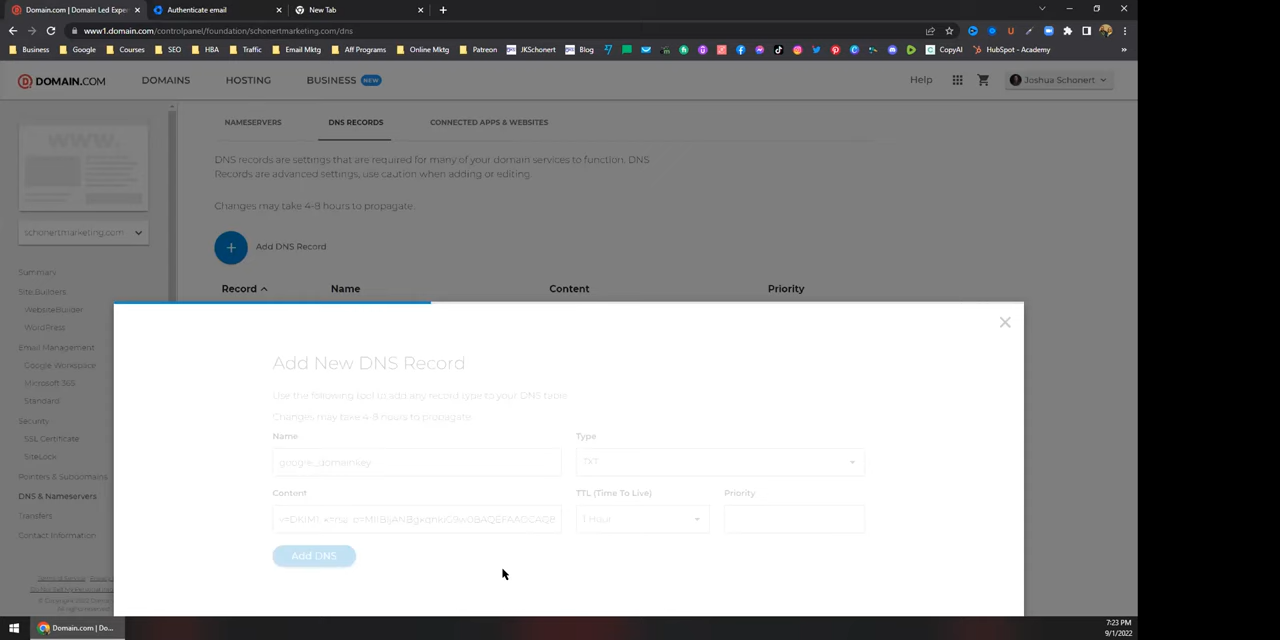 Domain.com | Domain Led Expe
Authenticate email
New Tab
www1.domain.com/controlpanel/foundation/schonertmarketing.com/dns
Business
Google
Courses
SEO
HBA
Traffic
Email Mktg
Aff Programs
Online Mktg
Patreon
JKSchonert
Blog
CopyAI
HubSpot - Academy
DOMAIN.COM
DOMAINS
HOSTING
BUSINESS NEW
Help
Joshua Schonert
WWW.
NAMESERVERS
DNS RECORDS
CONNECTED APPS & WEBSITES
DNS records are settings that are required for many of your domain services to function. DNS
Records are advanced settings, use caution when adding or editing.
Changes may take 4-8 hours to propagate.
schonertmarketing.com
Add DNS Record
Record
Name
Content
Priority
Summary
Site Builders
WebsiteBuilder
WordPress
Email Management
Google Workspace
Microsoft 365
Standard
Security
SSL Certificate
SiteLock
Pointers & Subdomains
DNS & Nameservers
Transfers
Contact Information
Add New DNS Record
Use the following tool to add any record type to your DNS table.
Changes may take 4-8 hours to propagate.
Name
Type
google._domainkey
TXT
Content
TTL (Time To Live)
Priority
1 Hour
Add DNS
Domain.com | Do...
7:23 PM
9/1/2022